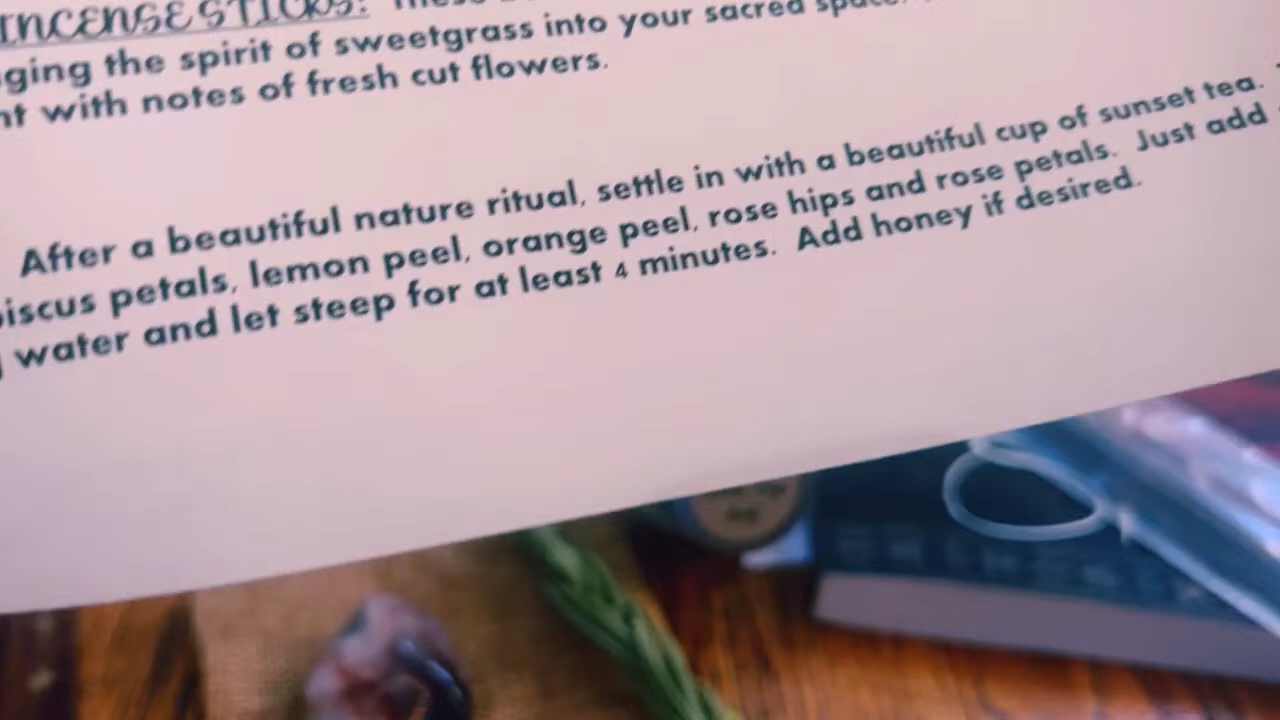 INCENSE STICKS: These
ging the spirit of sweetgrass into your sacred space.
nt with notes of fresh cut flowers.
After a beautiful nature ritual, settle in with a beautiful cup of sunset tea.
iscus petals, lemon peel, orange peel, rose hips and rose petals. Just add
water and let steep for at least 4 minutes. Add honey if desired.